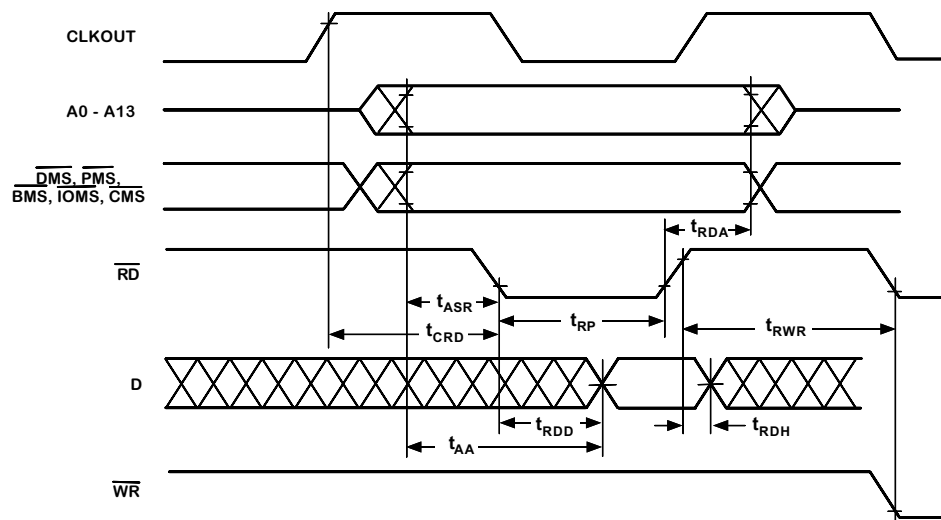 CLKOUT
A0 - A13
DMS, PMS,
BMS, IOMS, CMS
tRDA
RD
tASR
tRP
tCRD
tRWR
D
tRDD
tRDH
tAA
WR